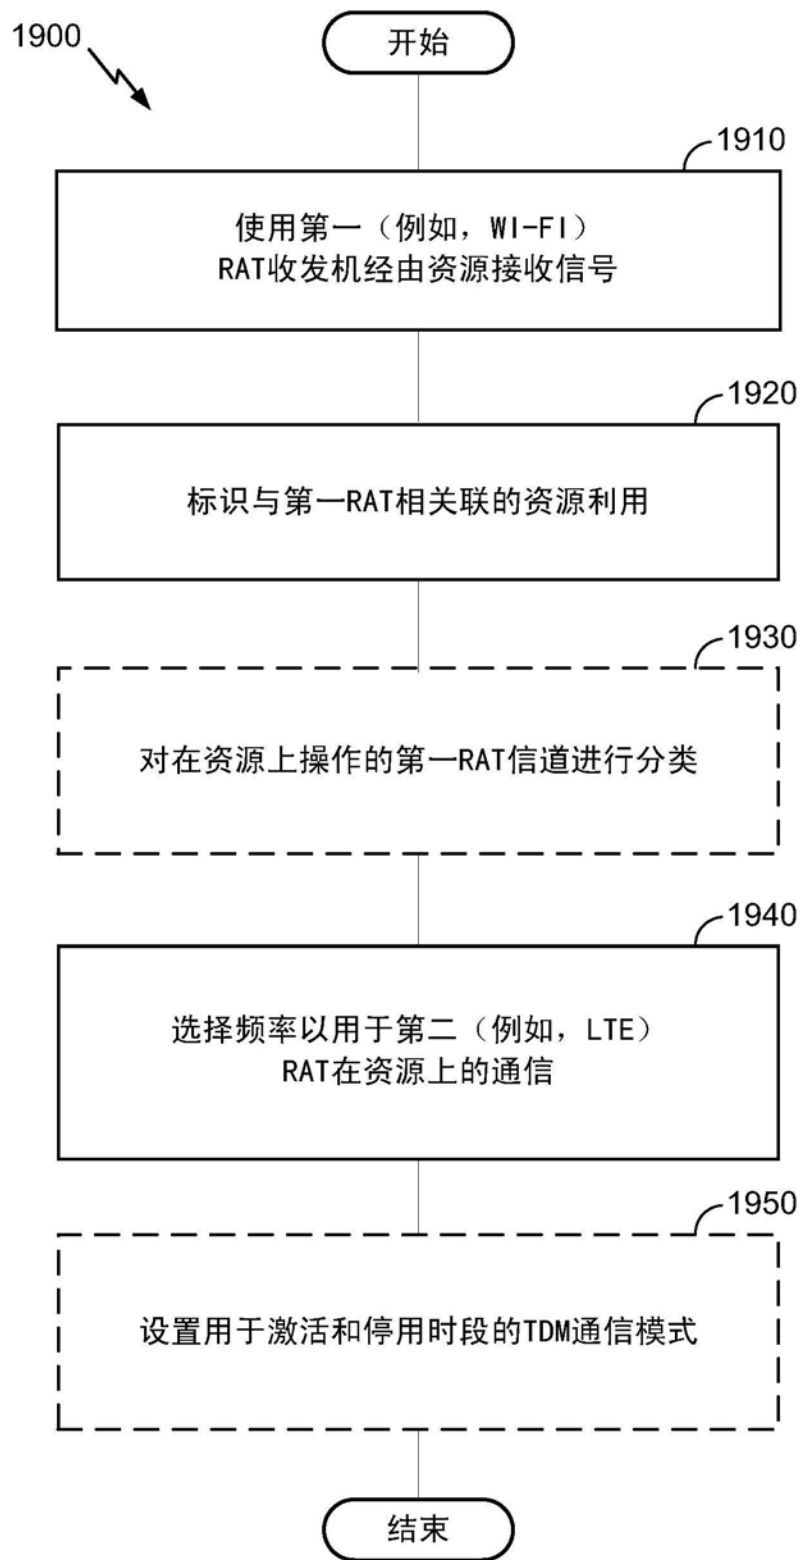 1900
开始
1910
使用第一（例如，WI-FI）
RAT收发机经由资源接收信号
1920
标识与第一RAT相关联的资源利用
1930
对在资源上操作的第一RAT信道进行分类
1940
选择频率以用于第二（例如，LTE）
RAT在资源上的通信
1950
设置用于激活和停用时段的TDM通信模式
结束